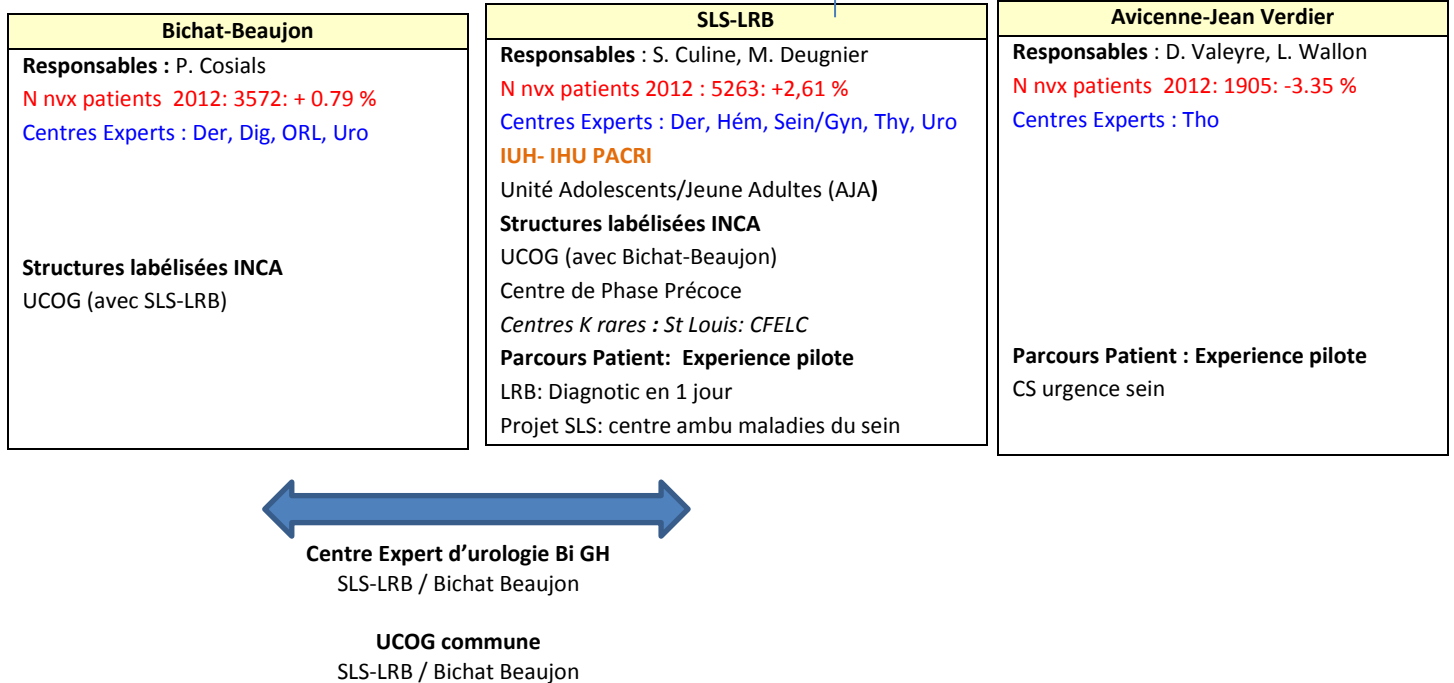 Bichat-Beaujon
Responsables : P. Cosials
N nvx patients 2012: 3572: + 0.79 %
Centres Experts : Der, Dig, ORL, Uro
Structures labélisées INCA
UCOG (avec SLS-LRB)
SLS-LRB
Responsables : S. Culine, M. Deugnier
N nvx patients 2012 : 5263: +2,61 %
Centres Experts : Der, Hém, Sein/Gyn, Thy, Uro
IUH- IHU PACRI
Unité Adolescents/Jeune Adultes (AJA)
Structures labélisées INCA
UCOG (avec Bichat-Beaujon)
Centre de Phase Précoce
Centres K rares : St Louis: CFELC
Parcours Patient: Experience pilote
LRB: Diagnotic en 1 jour
Projet SLS: centre ambu maladies du sein
Avicenne-Jean Verdier
Responsables : D. Valeyre, L. Wallon
N nvx patients 2012: 1905: -3.35 %
Centres Experts : Tho
Parcours Patient : Experience pilote
CS urgence sein
Centre Expert d’urologie Bi GH
SLS-LRB / Bichat Beaujon
UCOG commune
SLS-LRB / Bichat Beaujon